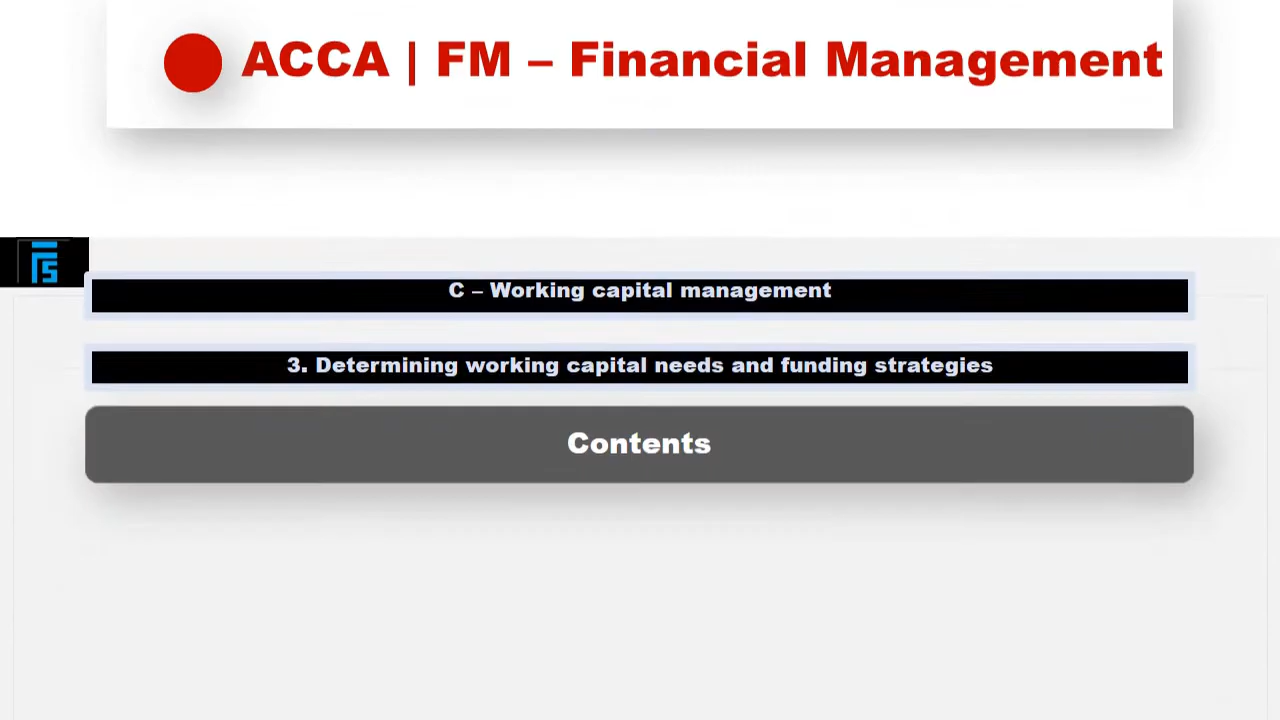 ACCA | FM – Financial Management
C – Working capital management
3. Determining working capital needs and funding strategies
Contents